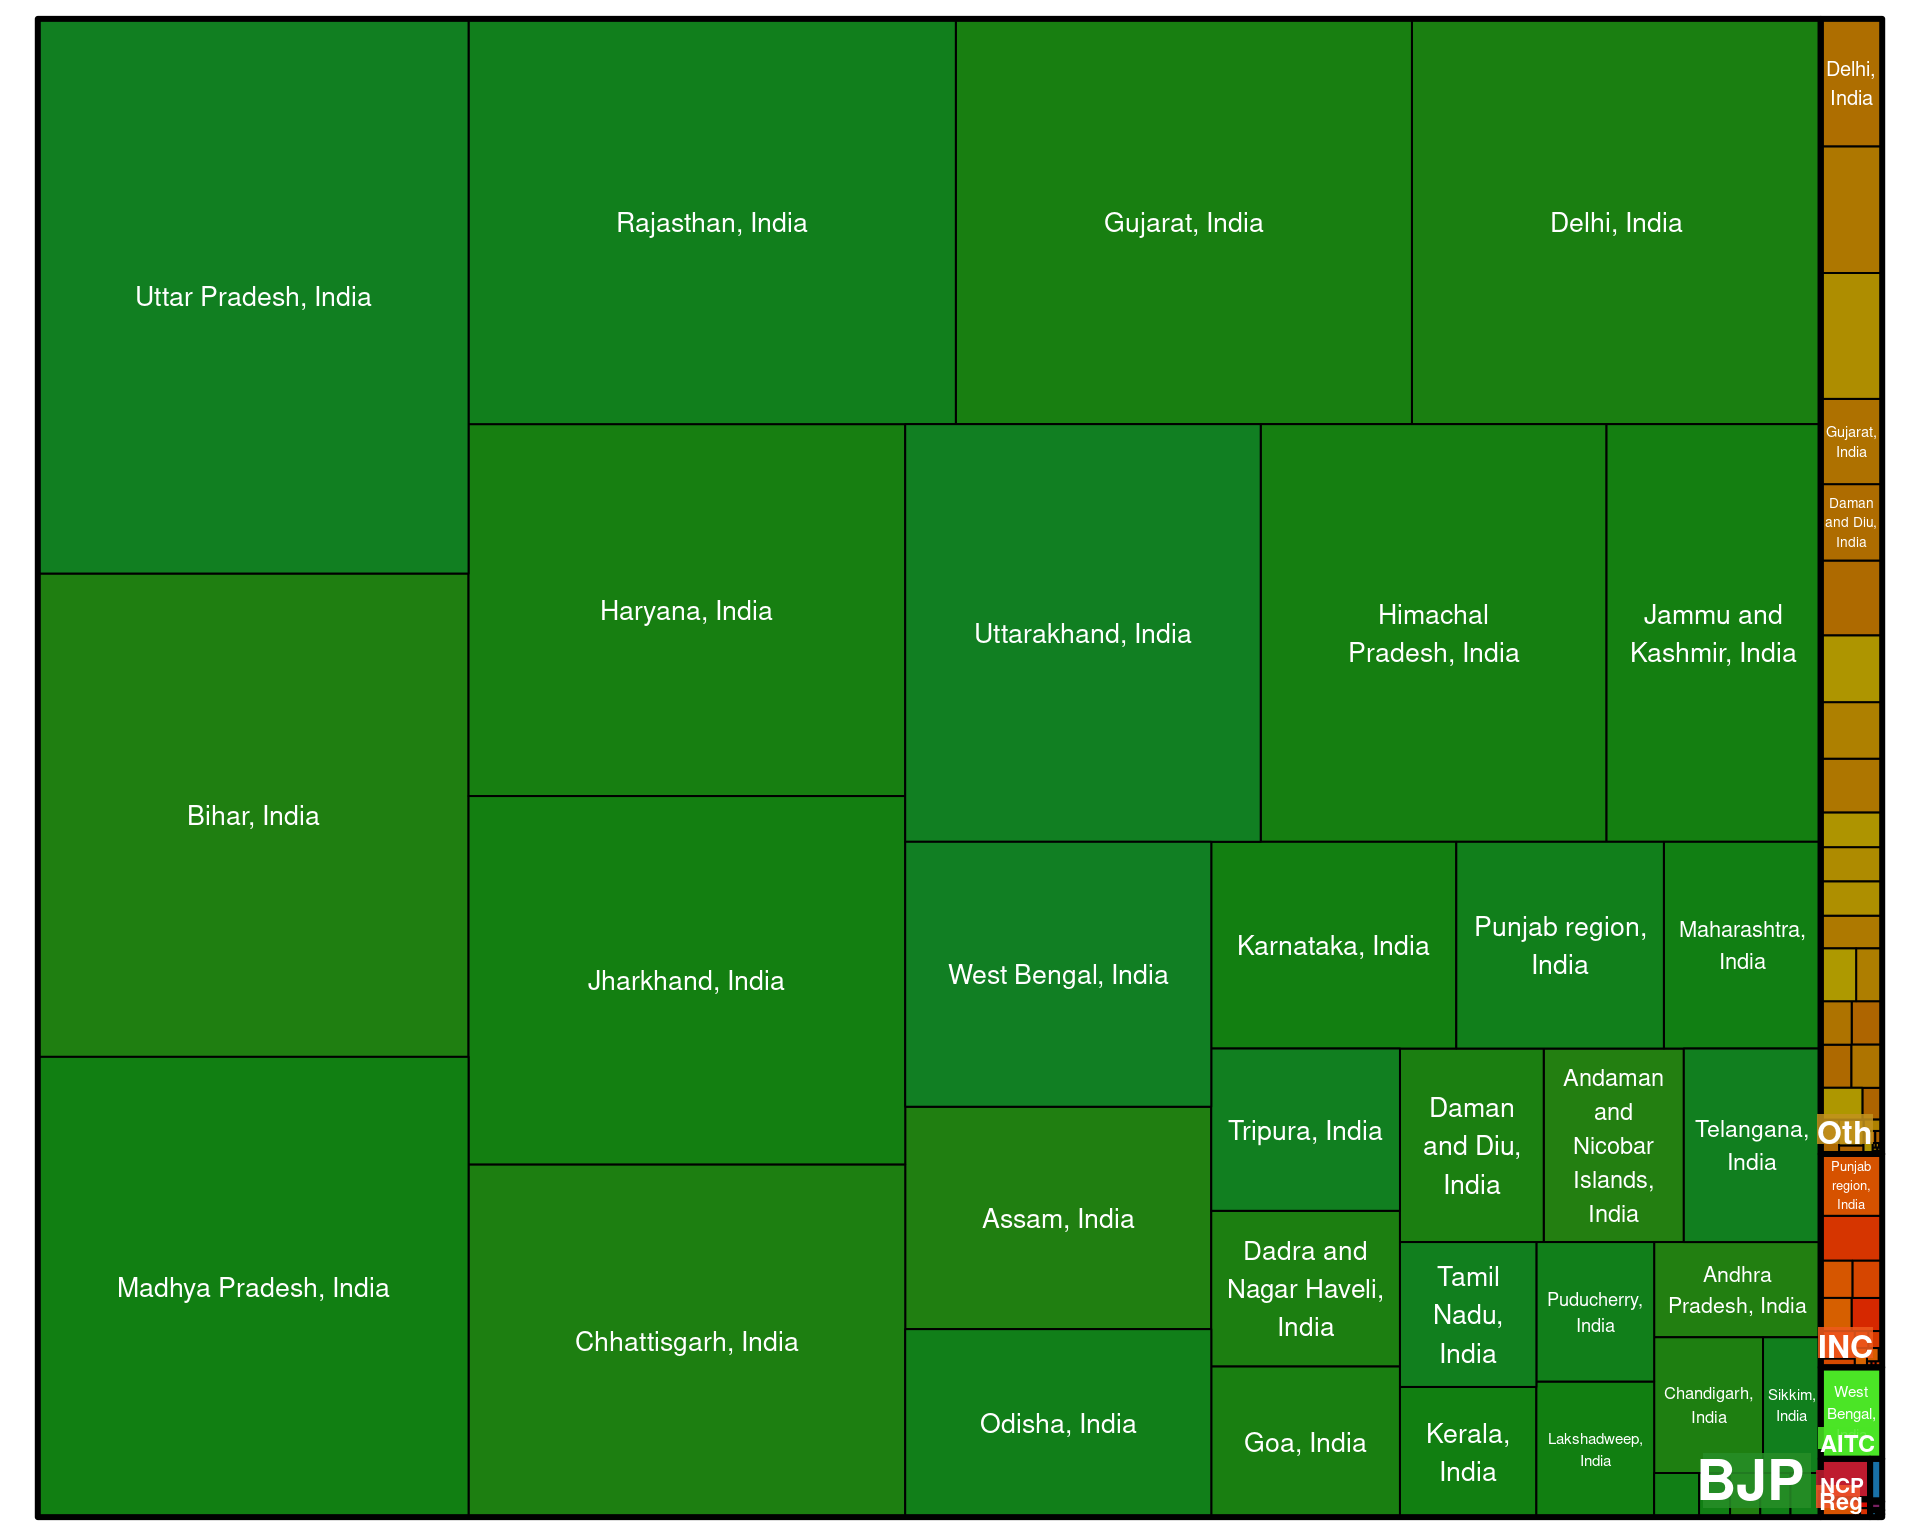 Uttar Pradesh, India
Rajasthan, India
Gujarat, India
Delhi, India
Bihar, India
Haryana, India
Uttarakhand, India
Himachal
Pradesh, India
Jammu and
Kashmir, India
Madhya Pradesh, India
Jharkhand, India
Chhattisgarh, India
West Bengal, India
Karnataka, India
Punjab region,
India
Maharashtra,
India
Assam, India
Odisha, India
Tripura, India
Daman
and Diu,
India
Andaman
and
Nicobar
Islands,
India
Telangana,
India
Dadra and
Nagar Haveli,
India
Goa, India
Tamil
Nadu,
India
Kerala,
India
Puducherry,
India
Lakshadweep,
India
Andhra
Pradesh, India
Chandigarh,
India
Sikkim,
India
BJP
Delhi,
India
Gujarat,
India
Daman
and Diu,
India
Oth
Punjab
region,
India
INC
West
Bengal,
AITC
NCP
Reg